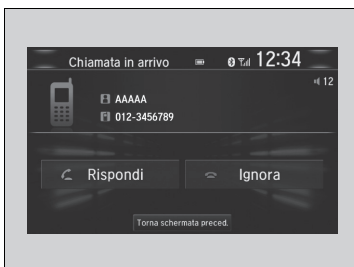 Chiamata in arrivo 12:34
12
AAAAA
012-3456789
Rispondi Ignora
Torna schermata preced.